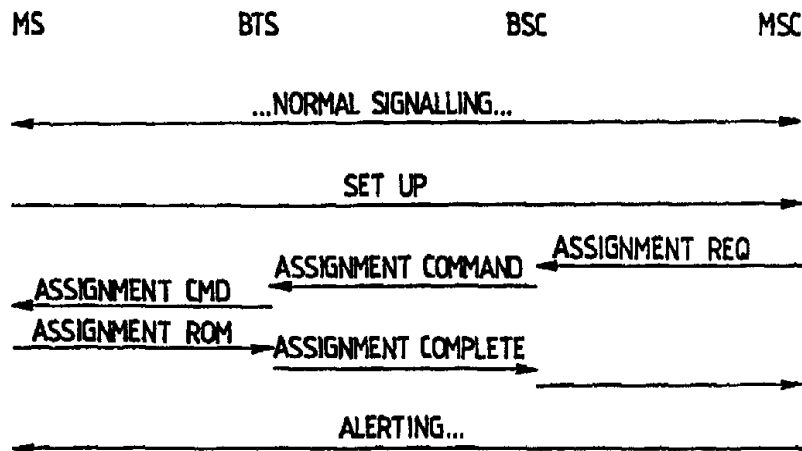 MS BTS BSC MSC
...NORMAL SIGNALLING...
SET UP
ASSIGNMENT REQ
ASSIGNMENT COMMAND
ASSIGNMENT CMD
ASSIGNMENT ROM
ASSIGNMENT COMPLETE
ALERTING...